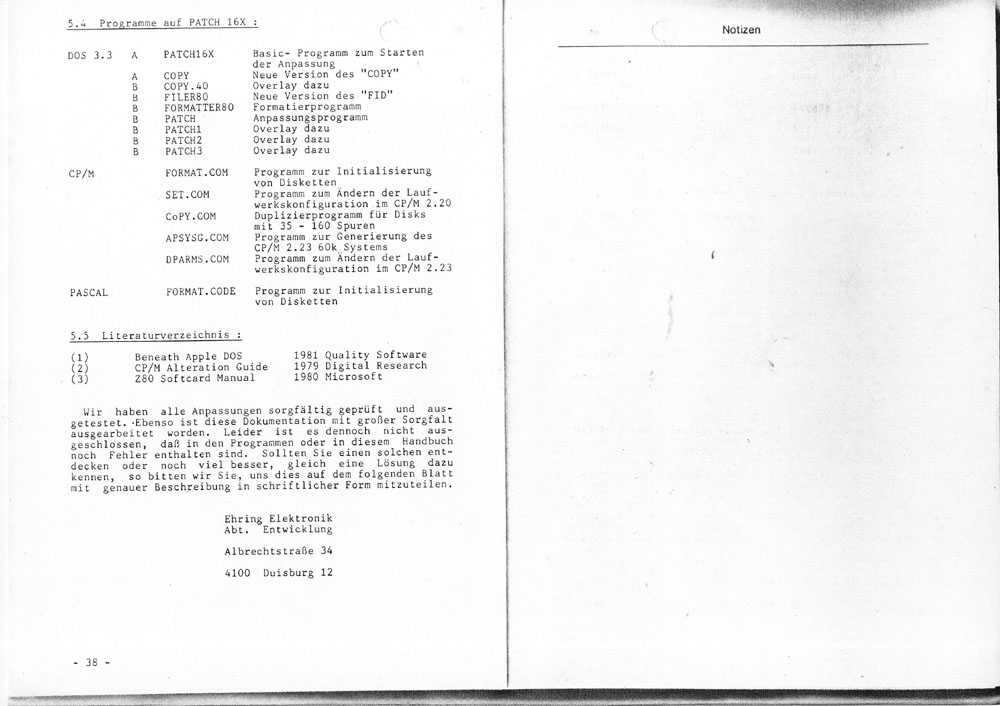 5.4 Programme auf PATCH 16X :
DOS 3.3 A PATCH16X Basic- Programm zum Starten
der Anpassung
A COPY Neue Version des "COPY"
B COPY.40 Overlay dazu
B FILER80 Neue Version des "FID"
B FORMATTER80 Formatierprogramm
B PATCH Anpassungsprogramm
B PATCH1 Overlay dazu
B PATCH2 Overlay dazu
B PATCH3 Overlay dazu
CP/M FORMAT.COM Programm zur Initialisierung
von Disketten
SET.COM Programm zum Ändern der Lauf-
werkskonfiguration im CP/M 2.20
CoPY.COM Duplizierprogramm für Disks
mit 35 - 160 Spuren
APSYSG.COM Programm zur Generierung des
CP/M 2.23 60k Systems
DPARMS.COM Programm zum Ändern der Lauf-
werkskonfiguration im CP/M 2.23
PASCAL FORMAT.CODE Programm zur Initialisierung
von Disketten
5.5 Literaturverzeichnis :
(1) Beneath Apple DOS 1981 Quality Software
(2) CP/M Alteration Guide 1979 Digital Research
(3) Z80 Softcard Manual 1980 Microsoft
Wir haben alle Anpassungen sorgfältig geprüft und aus-
getestet. Ebenso ist diese Dokumentation mit großer Sorgfalt
ausgearbeitet worden. Leider ist es dennoch nicht aus-
geschlossen, daß in den Programmen oder in diesem Handbuch
noch Fehler enthalten sind. Sollten Sie einen solchen ent-
decken oder noch viel besser, gleich eine Lösung dazu
kennen, so bitten wir Sie, uns dies auf dem folgenden Blatt
mit genauer Beschreibung in schriftlicher Form mitzuteilen.
Ehring Elektronik
Abt. Entwicklung
Albrechtstraße 34
4100 Duisburg 12
- 38 -
Notizen